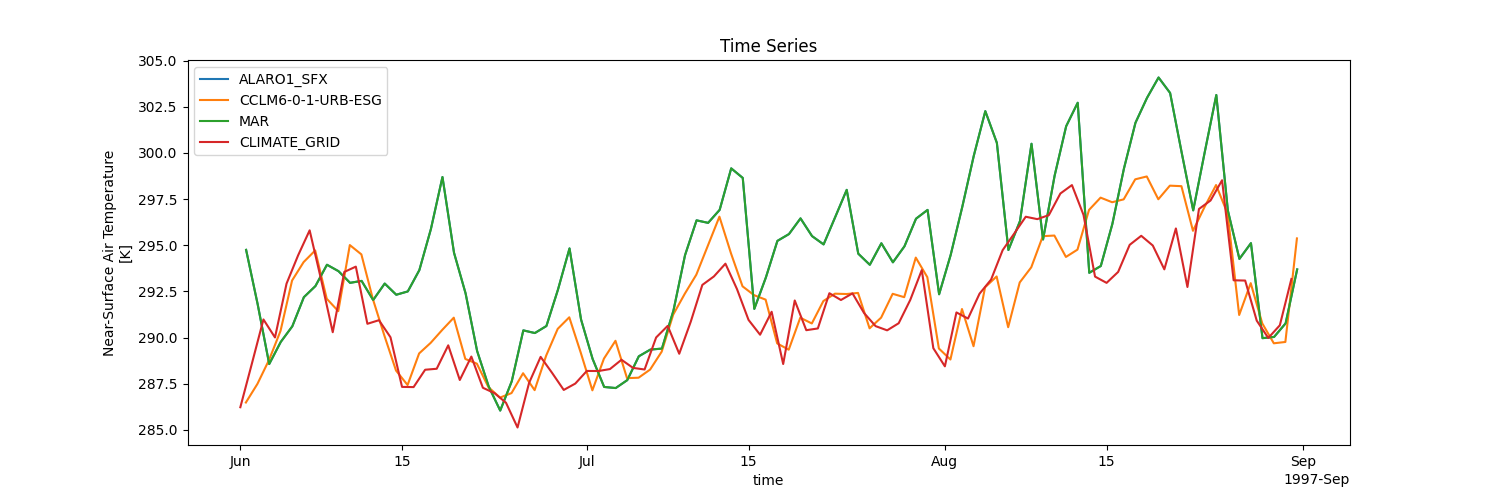 Time Series
305.0
302.5
300.0
297.5
295.0
292.5
290.0
287.5
285.0
Near-Surface Air Temperature
[K]
ALARO1_SFX
CCLM6-0-1-URB-ESG
MAR
CLIMATE_GRID
Jun
15
Jul
15
Aug
15
Sep
time
1997-Sep